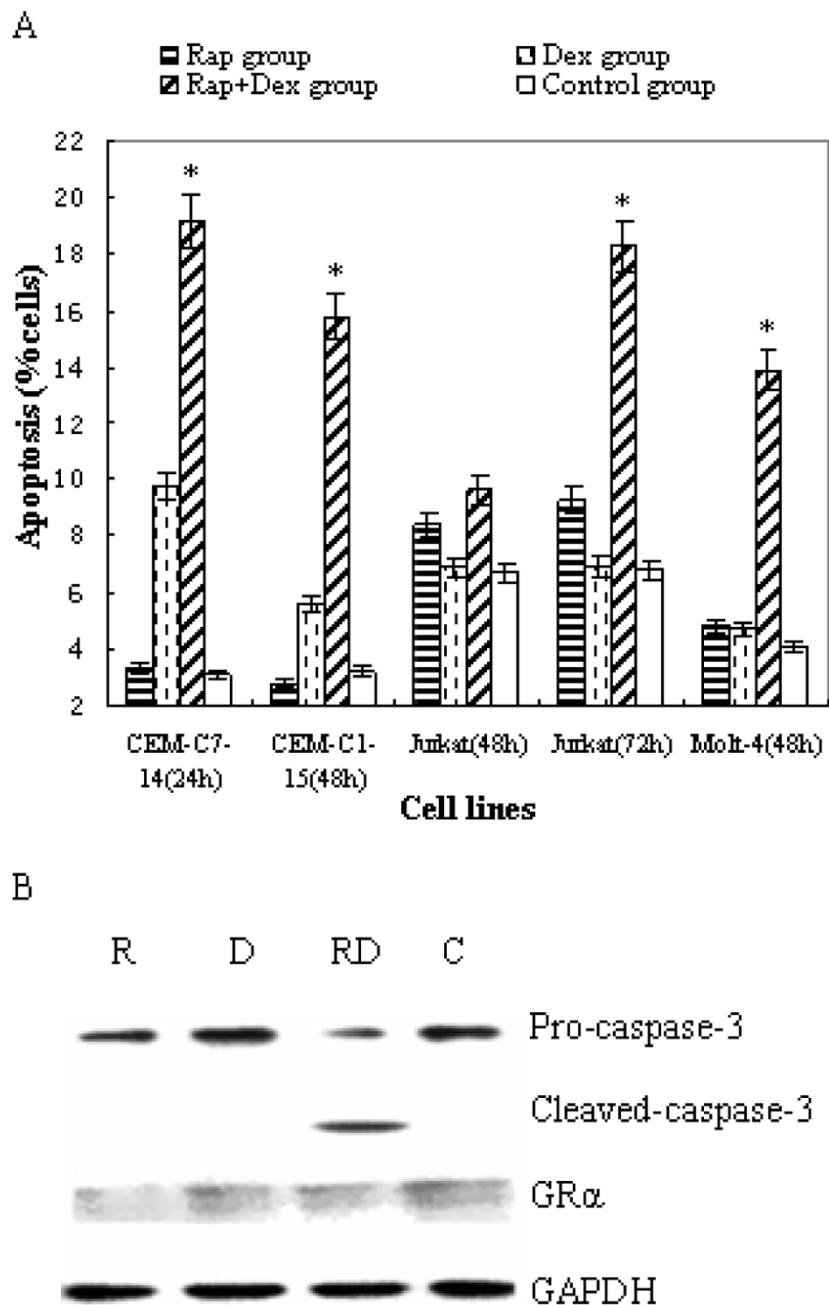 A
Rap group Dex group
Rap+Dex group Control group
22
20
18
16
14
12
10
8
6
4
2
Apoptosis (%cells)
* * * *
CEM-C7-14(24h) CEM-C1-15(48h) Jurkat(48h) Jurkat(72h) Molt-4(48h)
Cell lines
B
R D RD C
Pro-caspase-3
Cleaved-caspase-3
GRα
GAPDH